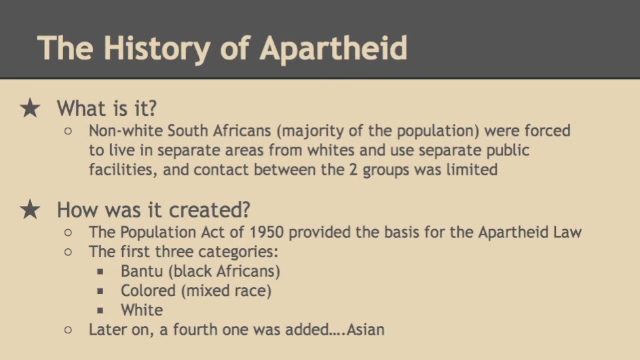 The History of Apartheid
★ What is it?
○ Non-white South Africans (majority of the population) were forced
to live in separate areas from whites and use separate public
facilities, and contact between the 2 groups was limited
★ How was it created?
○ The Population Act of 1950 provided the basis for the Apartheid Law
○ The first three categories:
■ Bantu (black Africans)
■ Colored (mixed race)
■ White
○ Later on, a fourth one was added….Asian